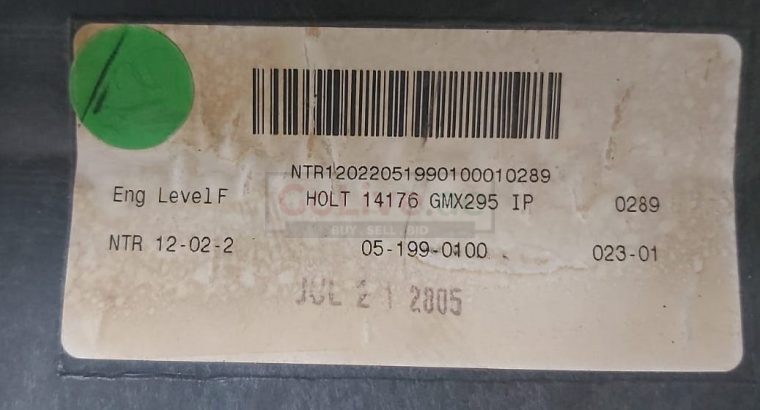 NTR12022051990100010289
Eng Level F HOLT 14176 GMX295 IP 0289
BUY SELL BID
NTR 12-02-2 05-199-0100 023-01
JUL 21 2005